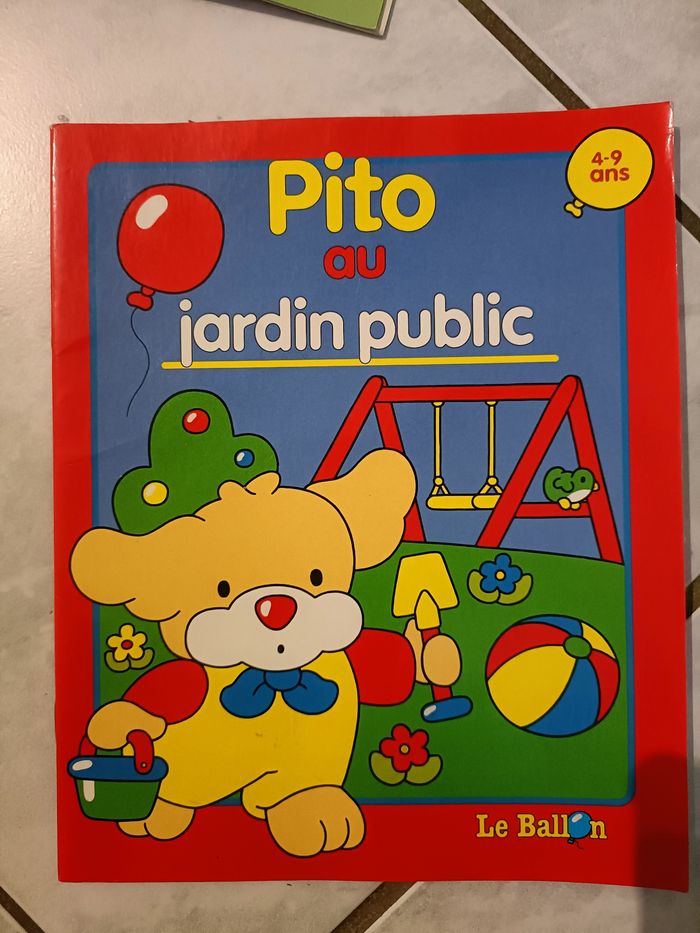 4-9
ans
Pito
au
jardin public
Le Ballon